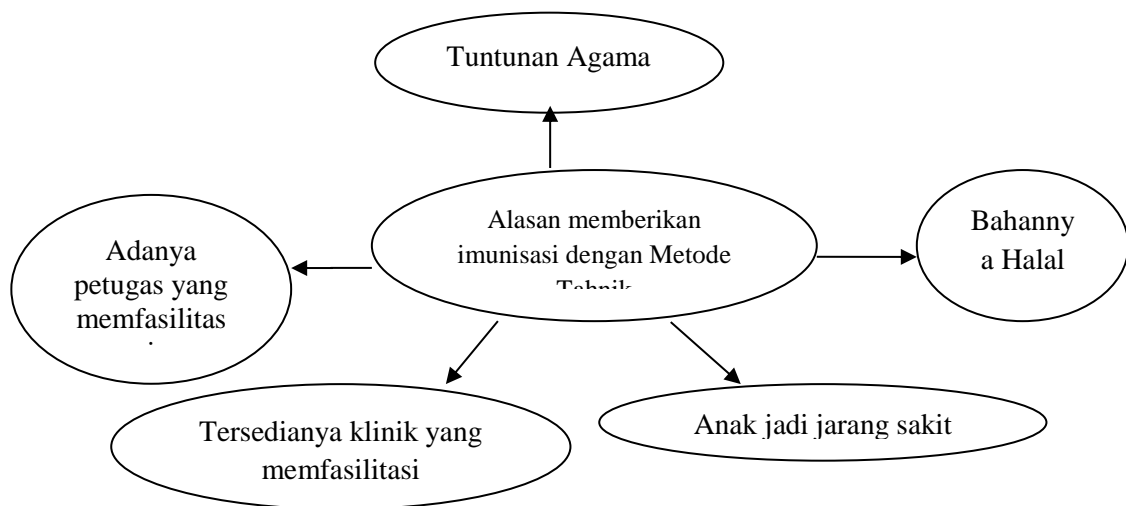 Tuntunan Agama
Alasan memberikan
imunisasi dengan Metode
Tahnik
Bahanny
a Halal
Adanya
petugas yang
memfasilitas
Tersedianya klinik yang
memfasilitasi
Anak jadi jarang sakit